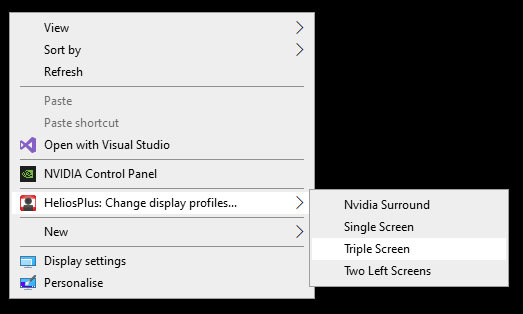 View
Sort by
Refresh
Paste
Paste shortcut
Open with Visual Studio
NVIDIA Control Panel
HeliosPlus: Change display profiles...
Nvidia Surround
Single Screen
Triple Screen
Two Left Screens
New
Display settings
Personalise